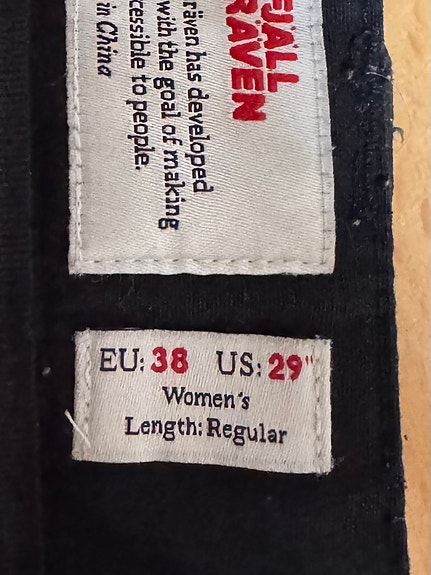 FJÄLL
RÄVEN
räven has developed
with the goal of making
cessible to people.
in China
EU: 38 US: 29"
Women's
Length: Regular